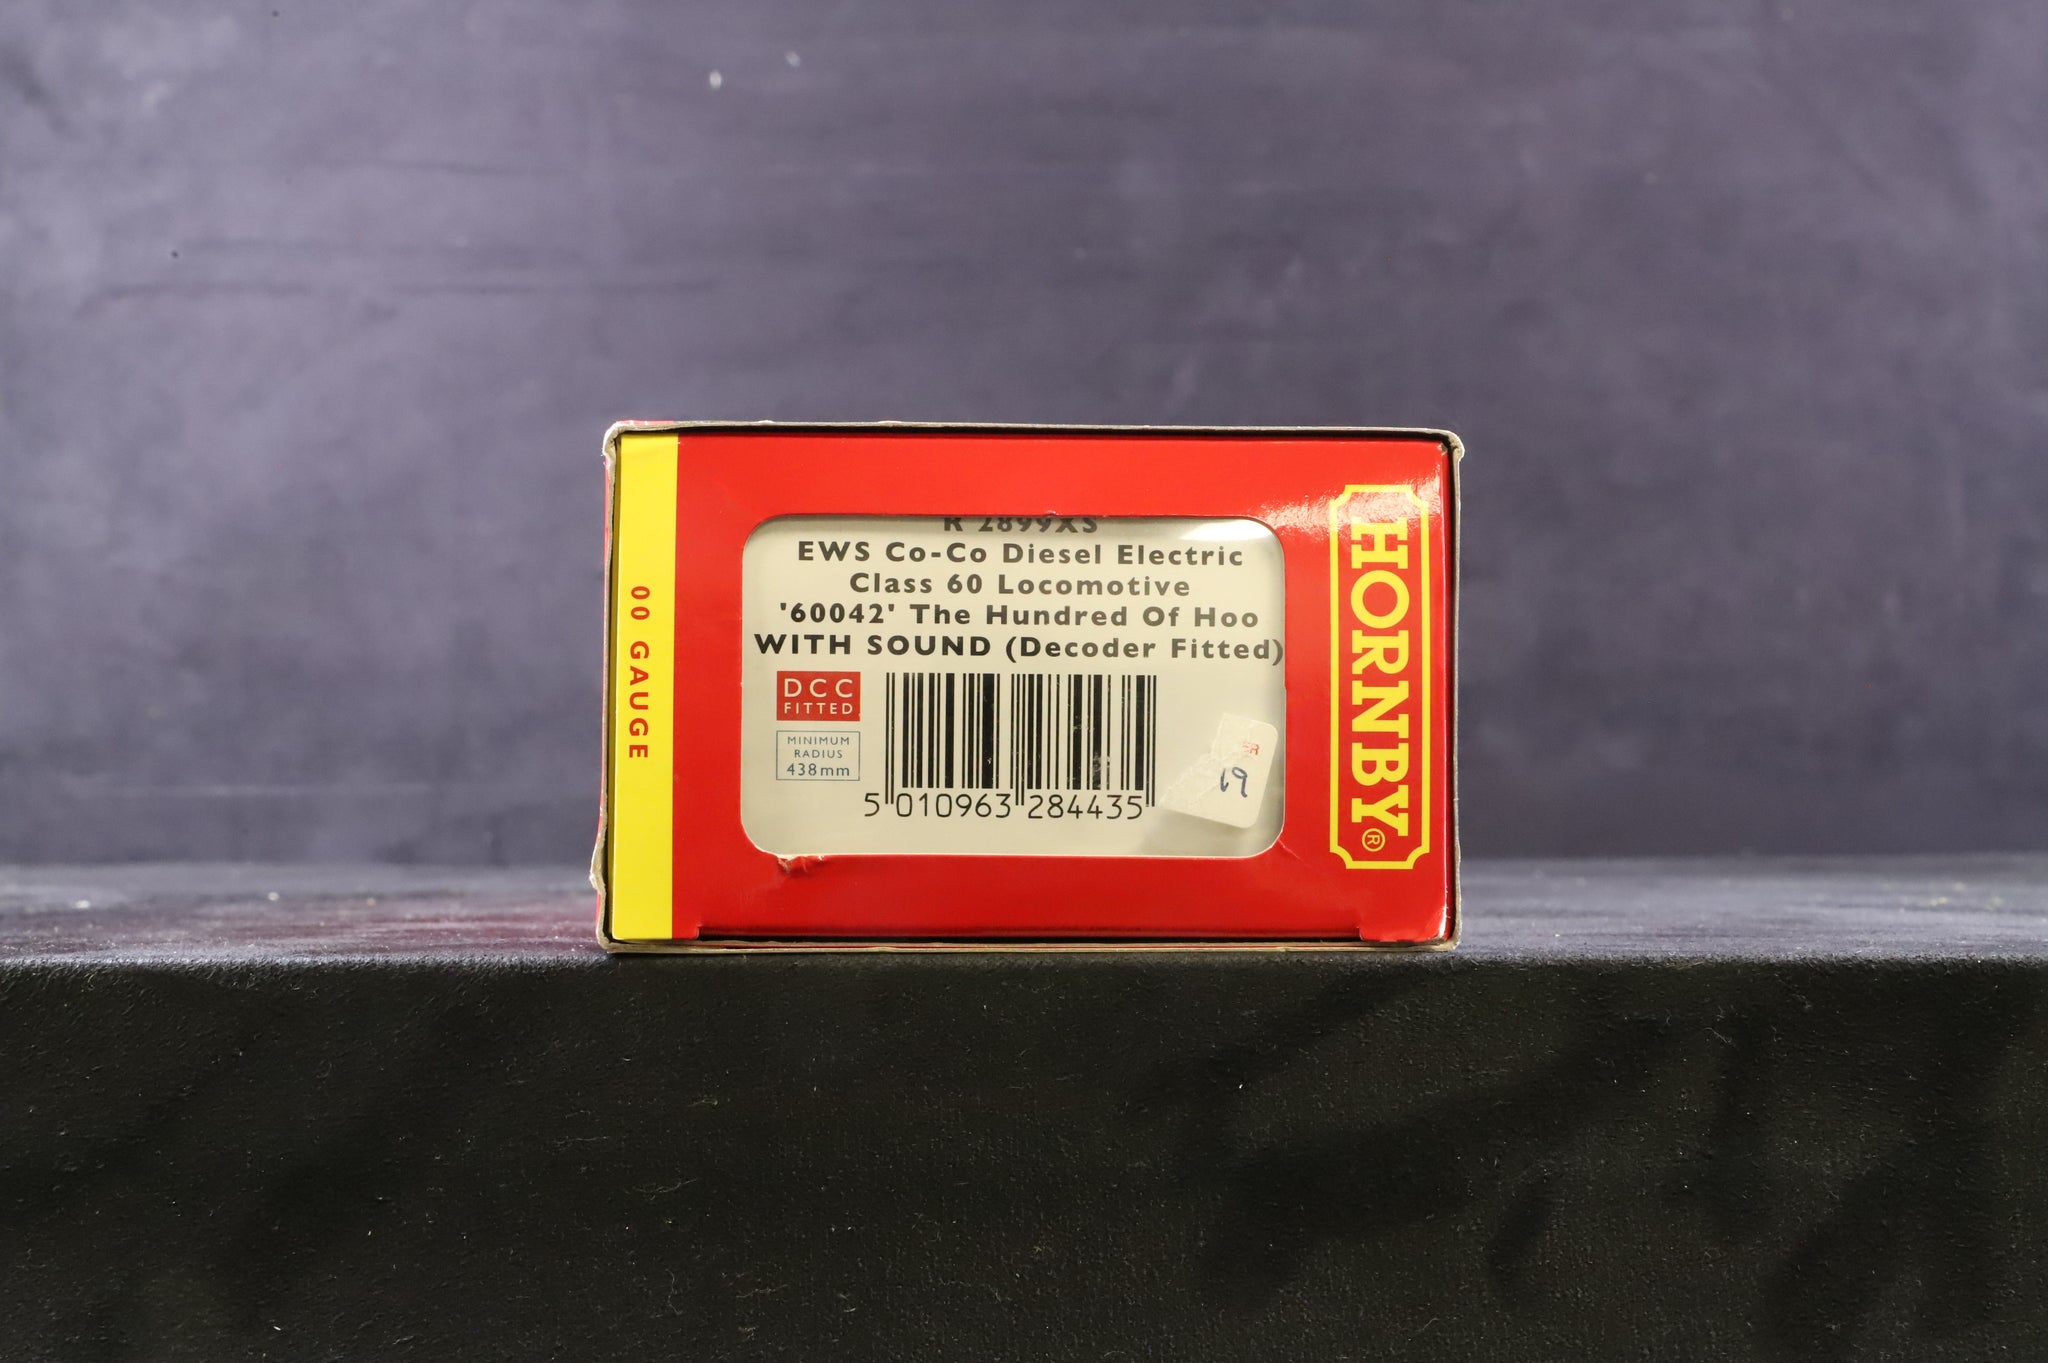 00 GAUGE
R 2899XS
EWS Co-Co Diesel Electric
Class 60 Locomotive
'60042' The Hundred Of Hoo
WITH SOUND (Decoder Fitted)
DCC
FITTED
MINIMUM
RADIUS
438mm
5 010963 284435
19
HORNBY®